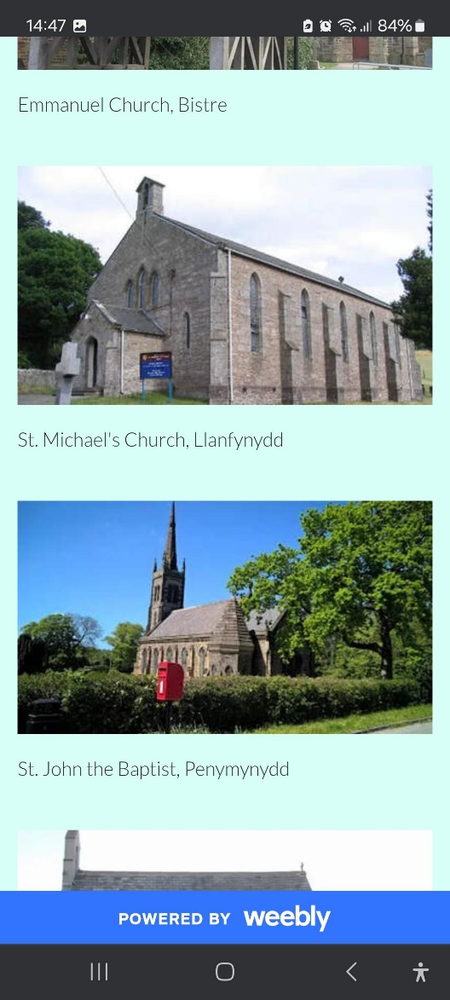 14:47
84%
Emmanuel Church, Bistre
St. Michael's Church, Llanfynydd
St. John the Baptist, Penymynydd
POWERED BY weebly